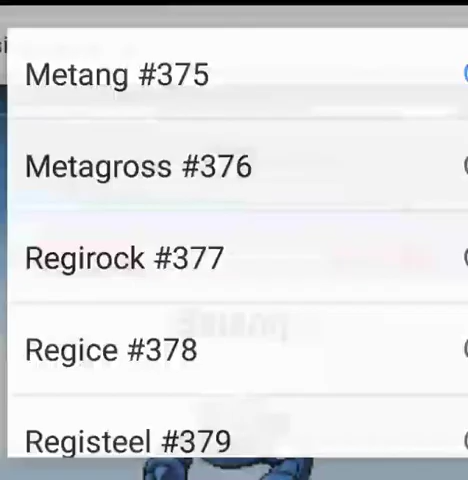 Metang #375
Metagross #376
Regirock #377
Regice #378
Registeel #379